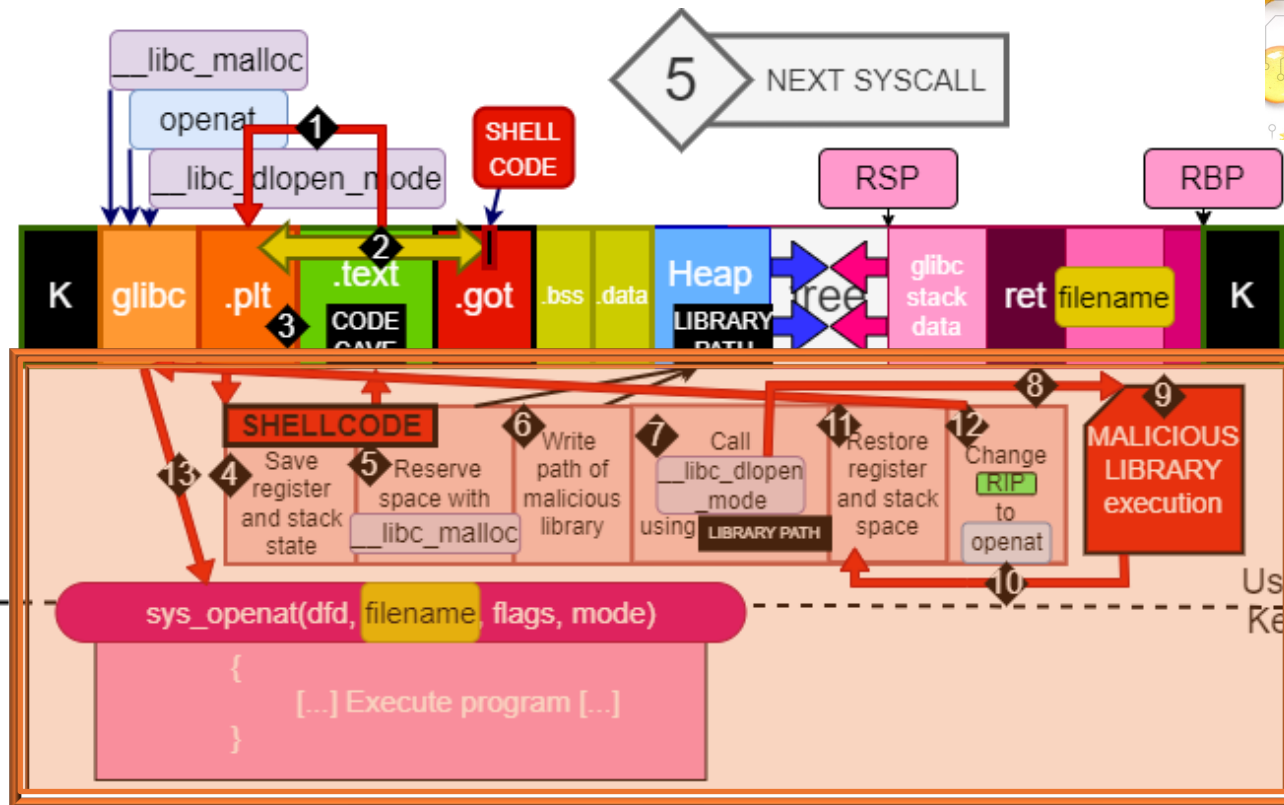 __libc_malloc
openat
__libc_dlopen_mode
1
SHELL
CODE
5
NEXT SYSCALL
RSP
RBP
2
K
glibc
.plt
.text
.got
.bss
.data
Heap
glibc
stack
data
ret
filename
K
3
CODE
LIBRARY
8
9
SHELLCODE
4
Save
register
and stack
state
5
Reserve
space with
__libc_malloc
6
Write
path of
malicious
library
7
Call
__libc_dlopen
_mode
using
LIBRARY PATH
11
Restore
register
and stack
space
12
Change
RIP
to
openat
MALICIOUS
LIBRARY
execution
13
10
sys_openat(dfd, filename, flags, mode)
{
[...] Execute program [...]
}
Us
Ke